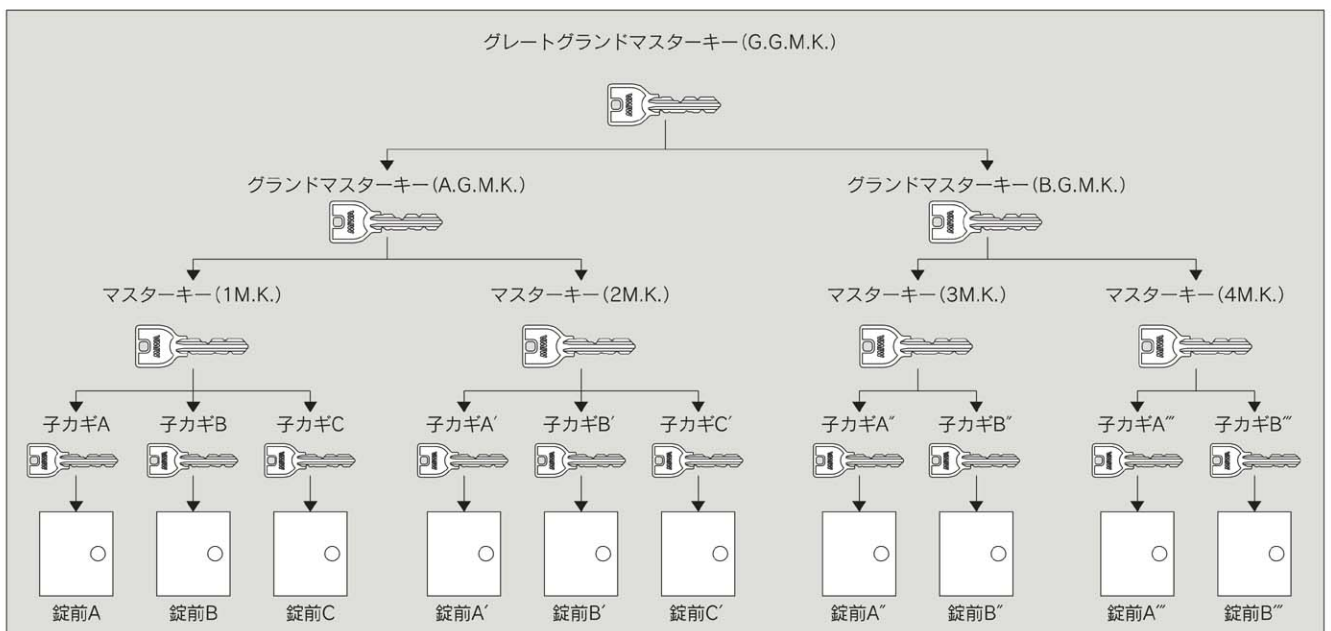 グレートグランドマスターキー(G.G.M.K.)
グランドマスターキー(A.G.M.K.)
グランドマスターキー(B.G.M.K.)
マスターキー(1M.K.)
マスターキー(2M.K.)
マスターキー(3M.K.)
マスターキー(4M.K.)
子カギA
子カギB
子カギC
子カギA′
子カギB′
子カギC′
子カギA″
子カギB″
子カギA‴
子カギB‴
錠前A
錠前B
錠前C
錠前A′
錠前B′
錠前C′
錠前A″
錠前B″
錠前A‴
錠前B‴